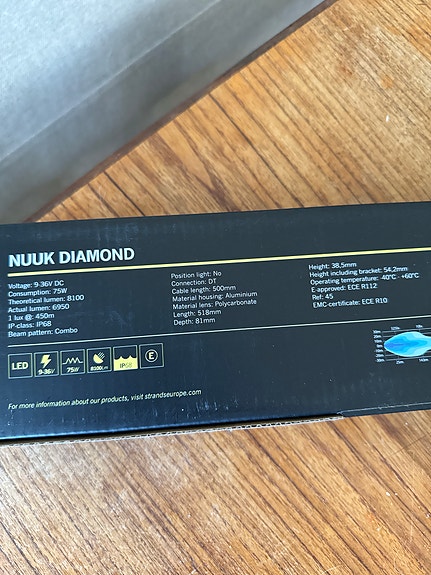 NUUK DIAMOND
Voltage: 9-36V DC
Consumption: 75W
Theoretical lumen: 8100
Actual lumen: 6950
1 lux @: 450m
IP-class: IP68
Beam pattern: Combo
Position light: No
Connection: DT
Cable length: 500mm
Material housing: Aluminium
Material lens: Polycarbonate
Length: 518mm
Depth: 81mm
Height: 38,5mm
Height including bracket: 54,2mm
Operating temperature: -40°C - +60°C
E-approved: ECE R112
Ref: 45
EMC-certificate: ECE R10
LED
9-36V
75W
8100Lm
IP68
E
For more information about our products, visit strandseurope.com